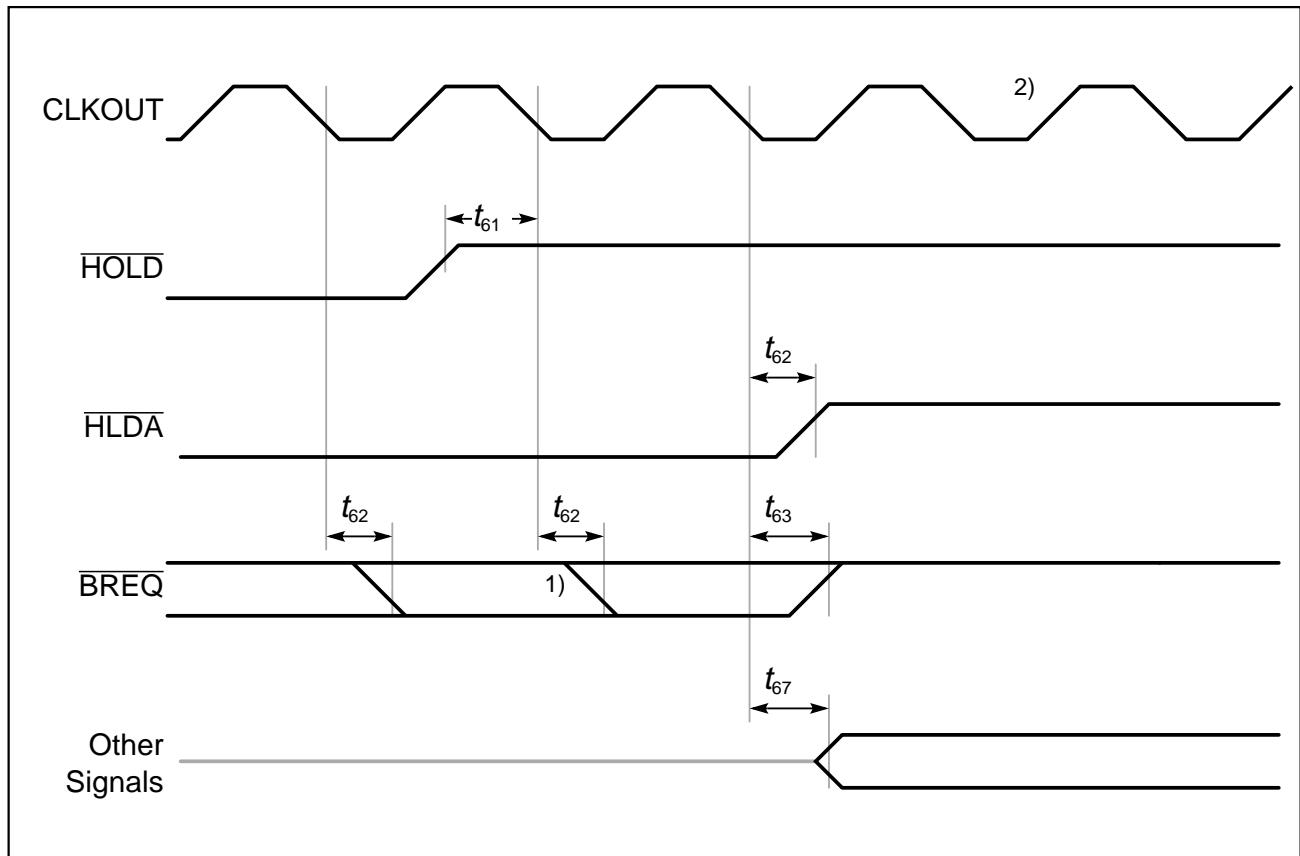 CLKOUT
2)
t61
HOLD
t62
HLDA
t62
t62
t63
BREQ
1)
t67
Other
Signals